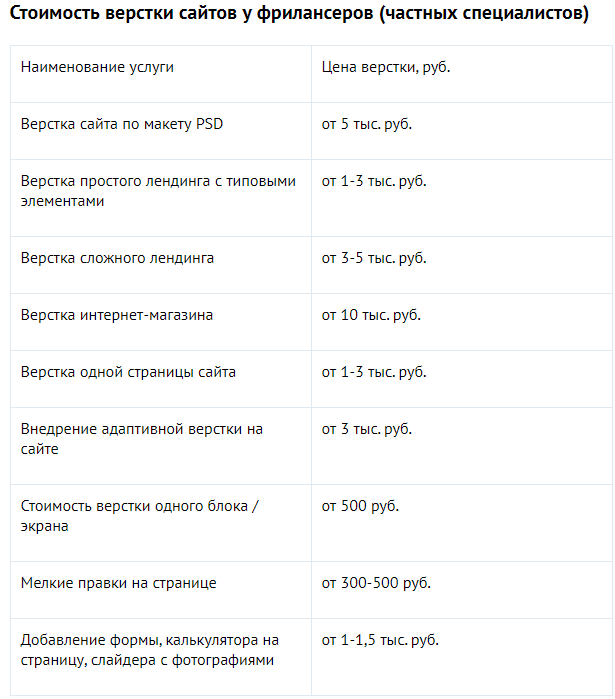 Стоимость верстки сайтов у фрилансеров (частных специалистов)
Наименование услуги
Цена верстки, руб.
Верстка сайта по макету PSD
от 5 тыс. руб.
Верстка простого лендинга с типовыми
элементами
от 1-3 тыс. руб.
Верстка сложного лендинга
от 3-5 тыс. руб.
Верстка интернет-магазина
от 10 тыс. руб.
Верстка одной страницы сайта
от 1-3 тыс. руб.
Внедрение адаптивной верстки на
сайте
от 3 тыс. руб.
Стоимость верстки одного блока /
экрана
от 500 руб.
Мелкие правки на странице
от 300-500 руб.
Добавление формы, калькулятора на
страницу, слайдера с фотографиями
от 1-1,5 тыс. руб.